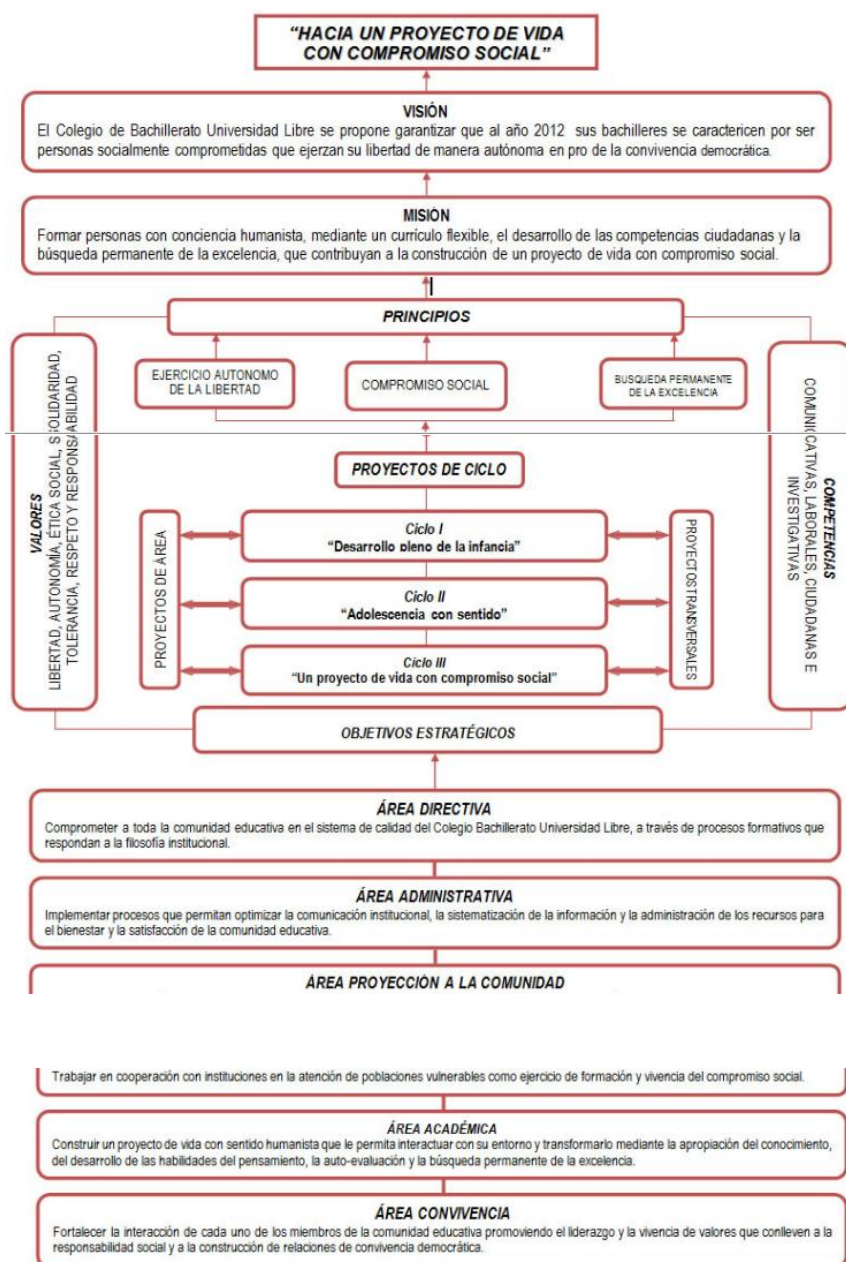 "HACIA UN PROYECTO DE VIDA
CON COMPROMISO SOCIAL"
VISIÓN
El Colegio de Bachillerato Universidad Libre se propone garantizar que al año 2012 sus bachilleres se caractericen por ser
personas socialmente comprometidas que ejerzan su libertad de manera autónoma en pro de la convivencia democrática.
MISIÓN
Formar personas con conciencia humanista, mediante un currículo flexible, el desarrollo de las competencias ciudadanas y la
búsqueda permanente de la excelencia, que contribuyan a la construcción de un proyecto de vida con compromiso social.
PRINCIPIOS
EJERCICIO AUTONOMO
DE LA LIBERTAD
COMPROMISO SOCIAL
BUSQUEDA PERMANENTE
DE LA EXCELENCIA
VALORES
LIBERTAD, AUTONOMÍA, ÉTICA SOCIAL, SOLIDARIDAD,
TOLERANCIA, RESPETO Y RESPONSABILIDAD
COMPETENCIAS
COMUNICATIVAS, LABORALES, CIUDADANAS E
INVESTIGATIVAS
PROYECTOS DE CICLO
PROYECTOS DE ÁREA
Ciclo I
"Desarrollo pleno de la infancia"
Ciclo II
"Adolescencia con sentido"
Ciclo III
"Un proyecto de vida con compromiso social"
PROYECTOS TRANSVERSALES
OBJETIVOS ESTRATÉGICOS
ÁREA DIRECTIVA
Comprometer a toda la comunidad educativa en el sistema de calidad del Colegio Bachillerato Universidad Libre, a través de procesos formativos que
respondan a la filosofía institucional.
ÁREA ADMINISTRATIVA
Implementar procesos que permitan optimizar la comunicación institucional, la sistematización de la información y la administración de los recursos para
el bienestar y la satisfacción de la comunidad educativa.
ÁREA PROYECCIÓN A LA COMUNIDAD
Trabajar en cooperación con instituciones en la atención de poblaciones vulnerables como ejercicio de formación y vivencia del compromiso social.
ÁREA ACADÉMICA
Construir un proyecto de vida con sentido humanista que le permita interactuar con su entorno y transformarlo mediante la apropiación del conocimiento,
del desarrollo de las habilidades del pensamiento, la auto-evaluación y la búsqueda permanente de la excelencia.
ÁREA CONVIVENCIA
Fortalecer la interacción de cada uno de los miembros de la comunidad educativa promoviendo el liderazgo y la vivencia de valores que conlleven a la
responsabilidad social y a la construcción de relaciones de convivencia democrática.